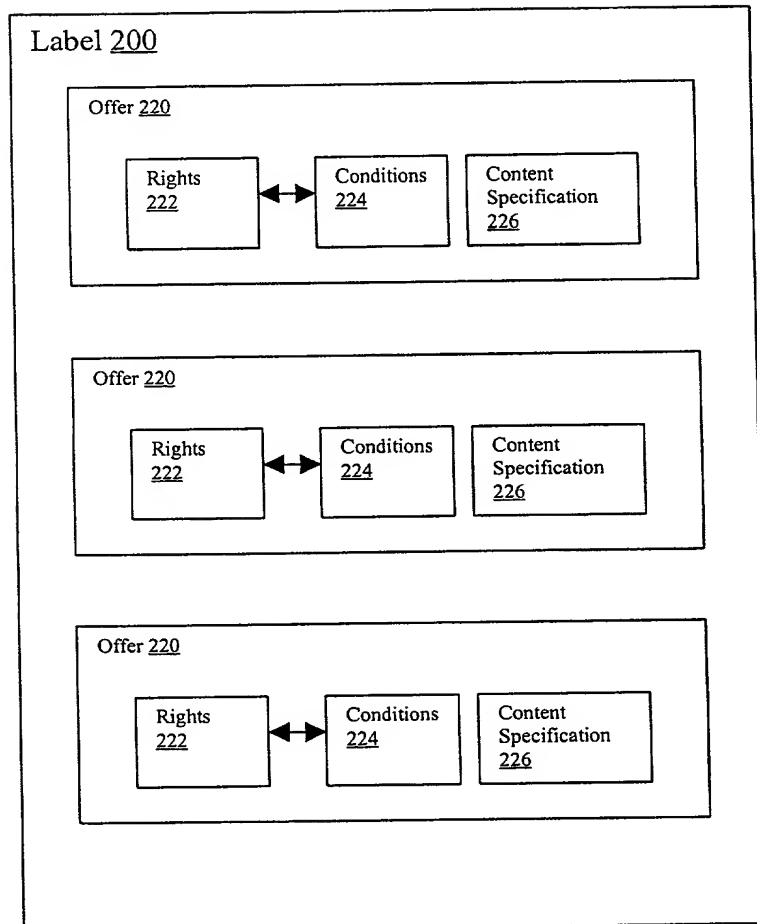 Label 200
Offer 220
Rights
222
Conditions
224
Content
Specification
226
Offer 220
Rights
222
Conditions
224
Content
Specification
226
Offer 220
Rights
222
Conditions
224
Content
Specification
226